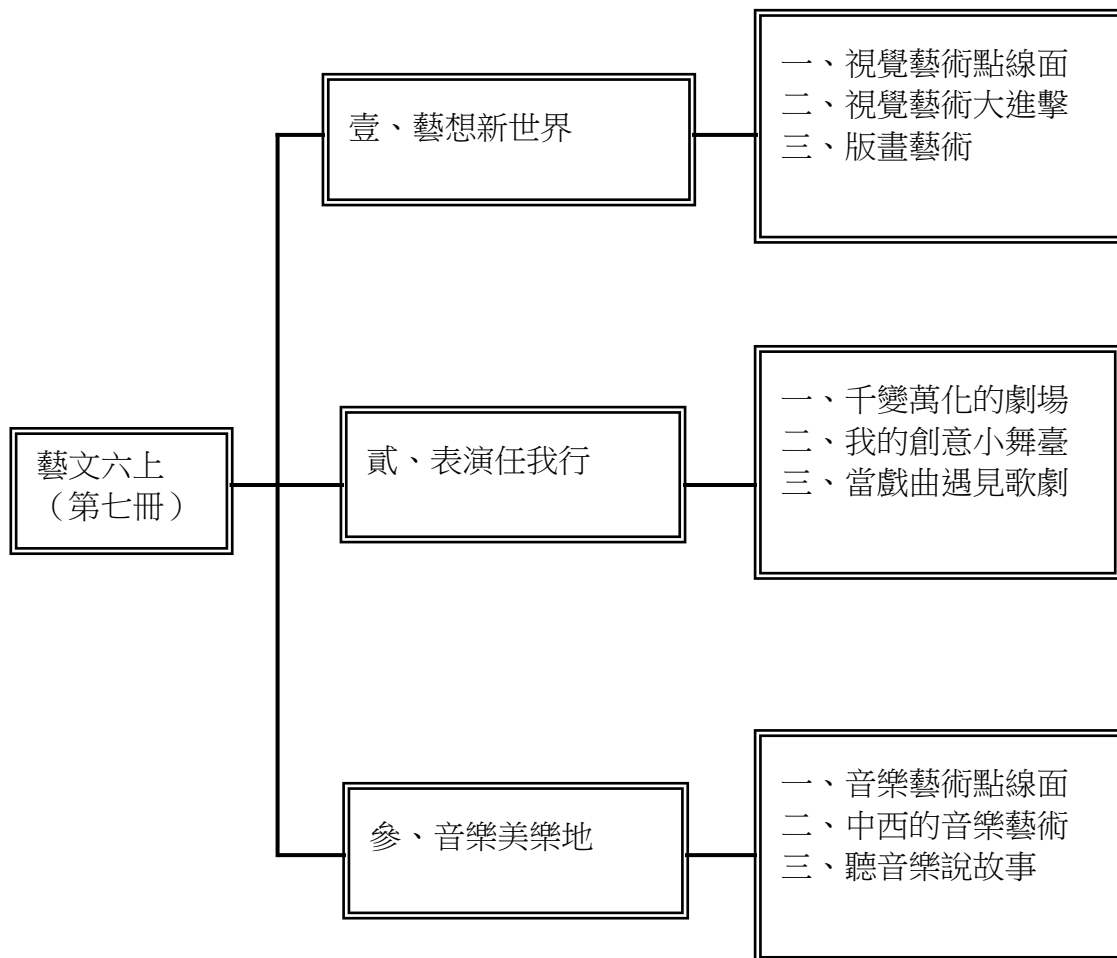 藝文六上
（第七冊）
壹、藝想新世界
一、視覺藝術點線面
二、視覺藝術大進擊
三、版畫藝術
貳、表演任我行
一、千變萬化的劇場
二、我的創意小舞臺
三、當戲曲遇見歌劇
參、音樂美樂地
一、音樂藝術點線面
二、中西的音樂藝術
三、聽音樂說故事